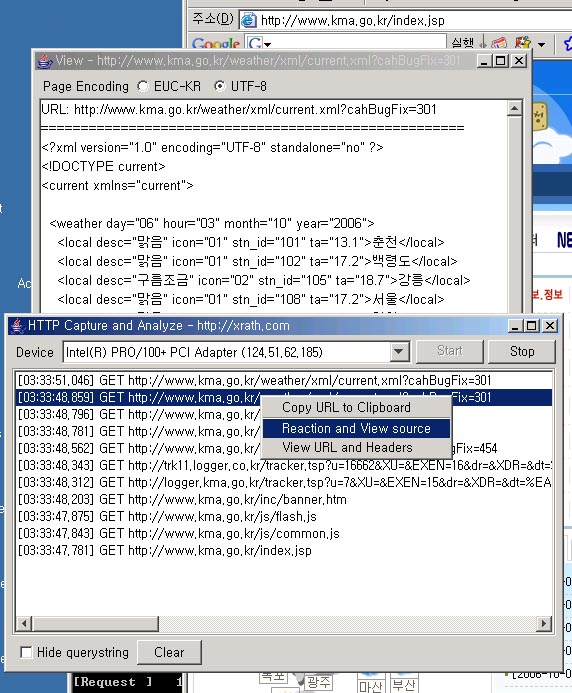 주소(D) http://www.kma.go.kr/index.jsp
Google G 실행
View - http://www.kma.go.kr/weather/xml/current.xml?cahBugFix=301
Page Encoding EUC-KR UTF-8
URL: http://www.kma.go.kr/weather/xml/current.xml?cahBugFix=301
=====================================================
<?xml version="1.0" encoding="UTF-8" standalone="no" ?>
<!DOCTYPE current>
<current xmlns="current">
<weather day="06" hour="03" month="10" year="2006">
<local desc="맑음" icon="01" stn_id="101" ta="13.1">춘천</local>
<local desc="맑음" icon="01" stn_id="102" ta="17.2">백령도</local>
<local desc="구름조금" icon="02" stn_id="105" ta="18.7">강릉</local>
<local desc="맑음" icon="01" stn_id="108" ta="17.2">서울</local>
NE
보.정보
HTTP Capture and Analyze - http://xrath.com
Device Intel(R) PRO/100+ PCI Adapter (124.51.62.185) Start Stop
[03:33:51.046] GET http://www.kma.go.kr/weather/xml/current.xml?cahBugFix=301
[03:33:48.859] GET http://www.kma.go.kr/weather/xml/current.xml?cahBugFix=301
[03:33:48.796] GET http://www.kma.go.kr/
Copy URL to Clipboard
[03:33:48.781] GET http://www.kma.go.kr/
Reaction and View source
[03:33:48.562] GET http://www.kma.go.kr/
View URL and Headers
gFix=454
[03:33:48.343] GET http://trk11.logger.co.kr/tracker.tsp?u=16662&XU=&EXEN=16&dr=&XDR=&dt=
[03:33:48.312] GET http://logger.kma.go.kr/tracker.tsp?u=7&XU=&EXEN=15&dr=&XDR=&dt=%EA
[03:33:48.203] GET http://www.kma.go.kr/inc/banner.htm
[03:33:47.875] GET http://www.kma.go.kr/js/flash.js
[03:33:47.843] GET http://www.kma.go.kr/js/common.js
[03:33:47.781] GET http://www.kma.go.kr/index.jsp
Hide querystring Clear
[Request ] 1
목포 광주 마산 부산
[2006-10-0